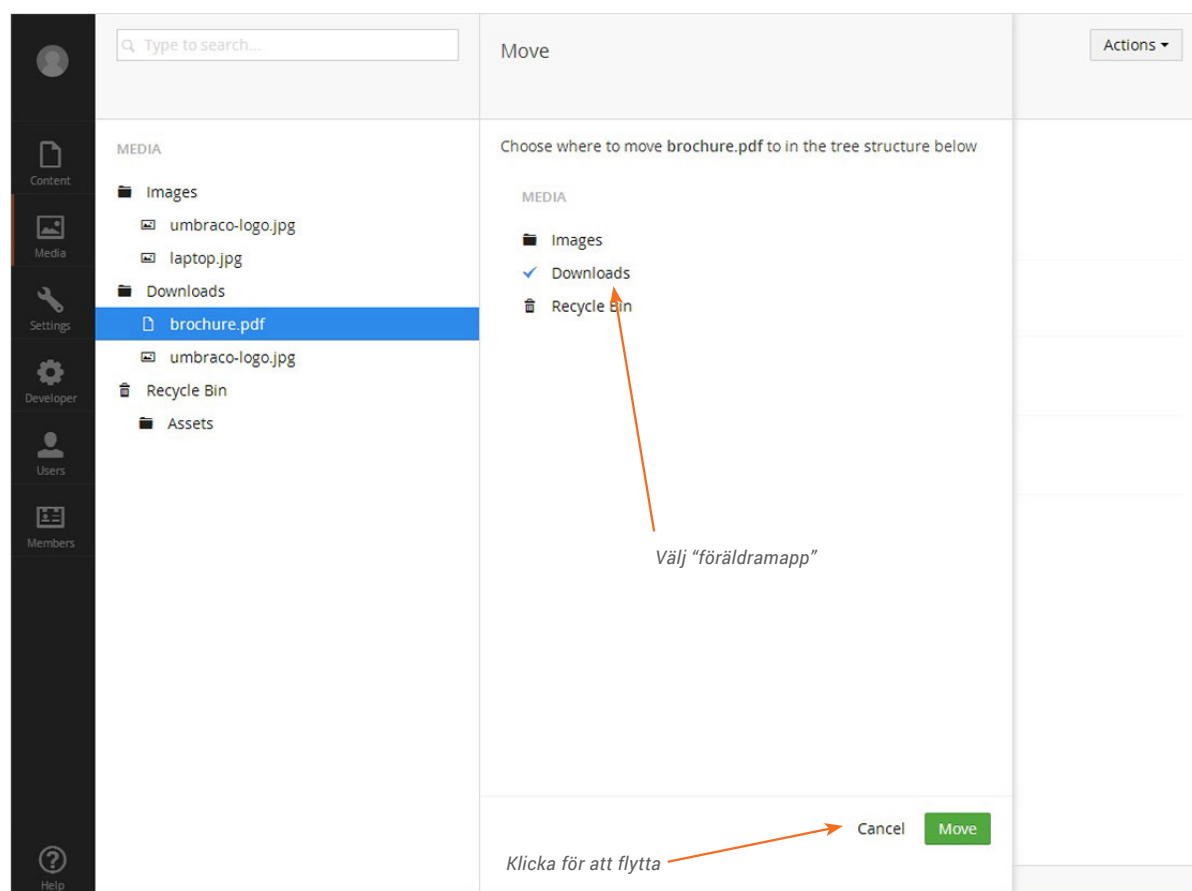 Type to search...
Move
Actions
Content
Media
Settings
Developer
Users
Members
Help
MEDIA
Images
umbraco-logo.jpg
laptop.jpg
Downloads
brochure.pdf
umbraco-logo.jpg
Recycle Bin
Assets
Choose where to move brochure.pdf to in the tree structure below
MEDIA
Images
Downloads
Recycle Bin
Välj “föräldramapp”
Cancel Move
Klicka för att flytta